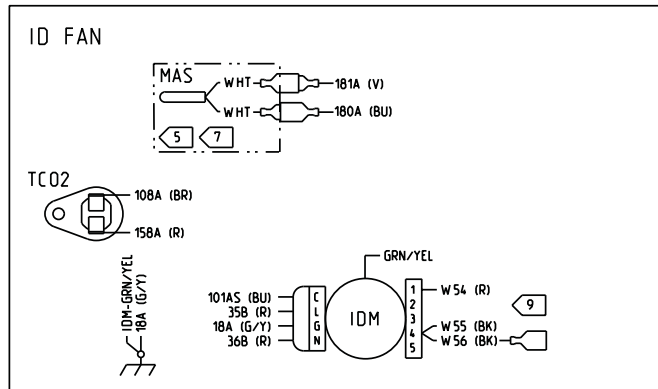 ID FAN
MAS
WHT 181A (V)
WHT 180A (BU)
5 7
TCO2
108A (BR)
158A (R)
IDM-GRN/YEL
18A (G/Y)
GRN/YEL
101AS (BU) C
35B (R) L
18A (G/Y) G
36B (R) N
IDM
1 W54 (R)
2
3
4 W55 (BK)
5 W56 (BK)
9